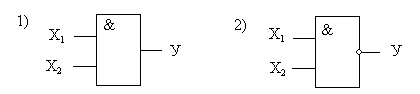 1) & X₁ X₂ y
2) & X₁ X₂ y